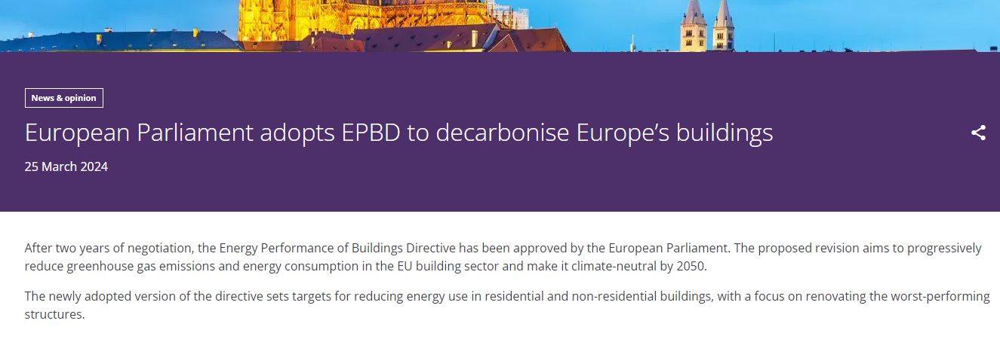 News & opinion
European Parliament adopts EPBD to decarbonise Europe’s buildings
25 March 2024
After two years of negotiation, the Energy Performance of Buildings Directive has been approved by the European Parliament. The proposed revision aims to progressively
reduce greenhouse gas emissions and energy consumption in the EU building sector and make it climate-neutral by 2050.
The newly adopted version of the directive sets targets for reducing energy use in residential and non-residential buildings, with a focus on renovating the worst-performing
structures.